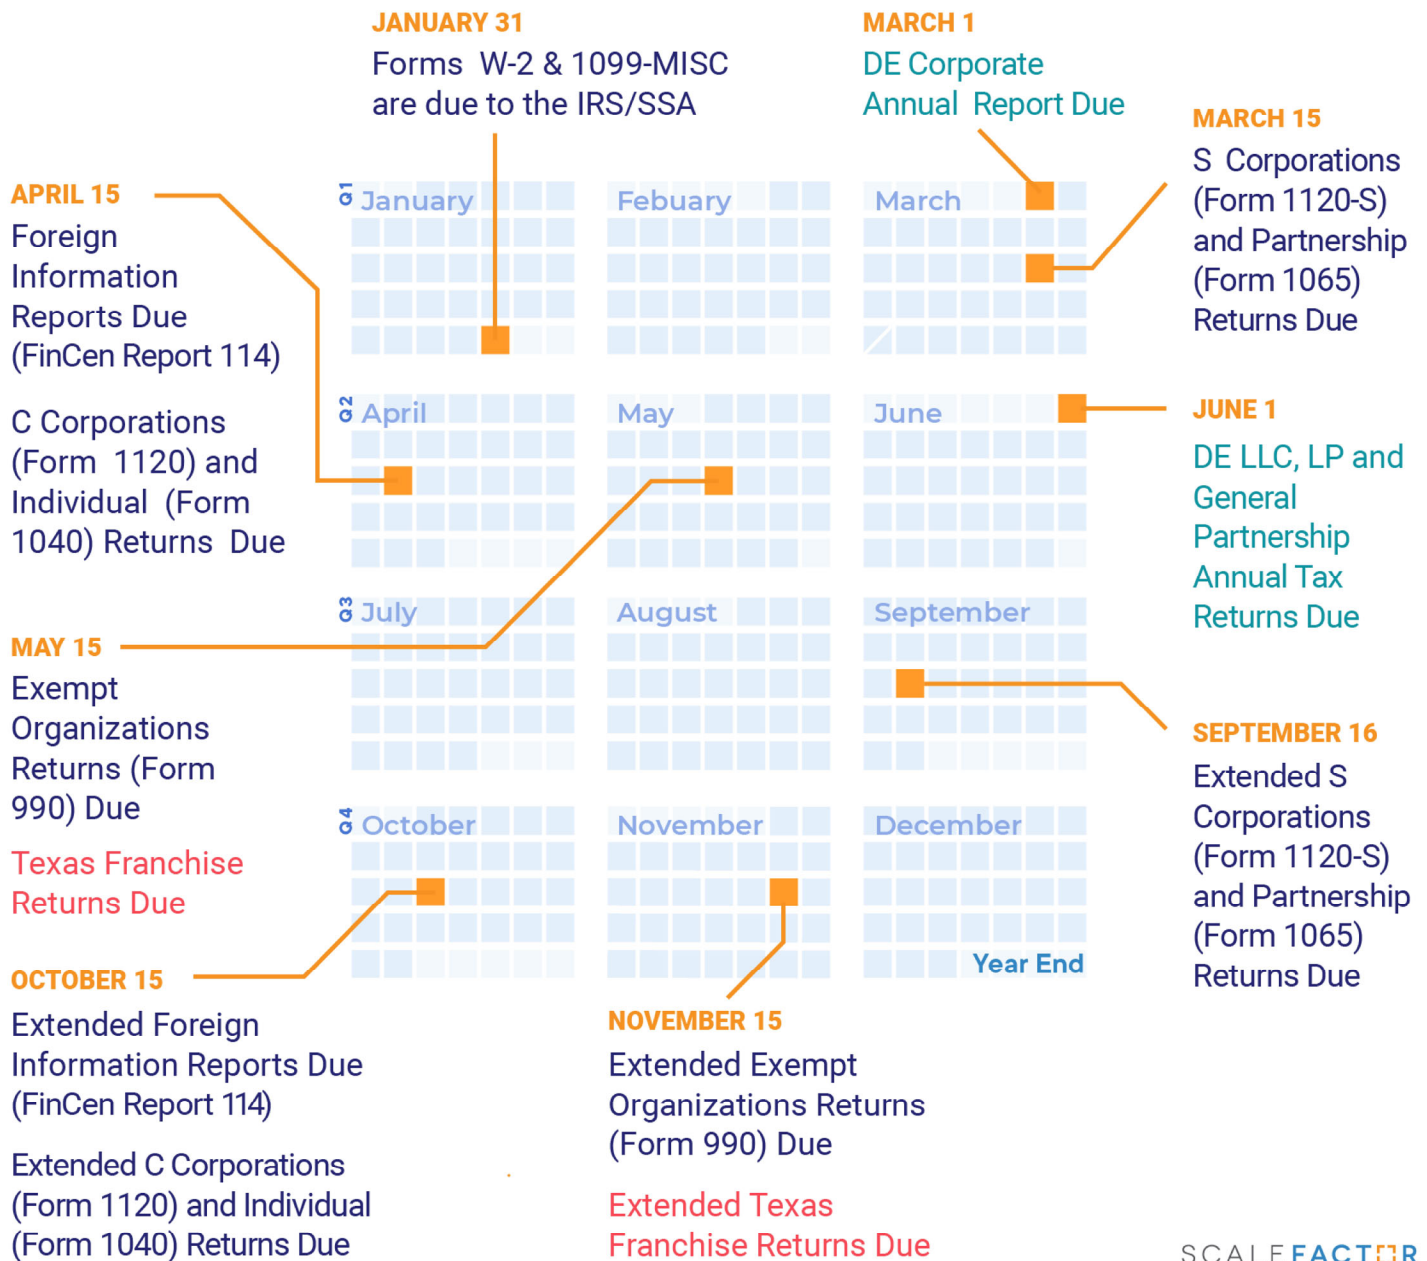 JANUARY 31
Forms W-2 & 1099-MISC
are due to the IRS/SSA
MARCH 1
DE Corporate
Annual Report Due
MARCH 15
S Corporations
(Form 1120-S)
and Partnership
(Form 1065)
Returns Due
APRIL 15
Foreign
Information
Reports Due
(FinCen Report 114)
C Corporations
(Form 1120) and
Individual (Form
1040) Returns Due
Q1
January
Febuary
March
Q2
April
May
June
JUNE 1
DE LLC, LP and
General
Partnership
Annual Tax
Returns Due
Q3
July
August
September
MAY 15
Exempt
Organizations
Returns (Form
990) Due
Texas Franchise
Returns Due
SEPTEMBER 16
Extended S
Corporations
(Form 1120-S)
and Partnership
(Form 1065)
Returns Due
Q4
October
November
December
Year End
OCTOBER 15
Extended Foreign
Information Reports Due
(FinCen Report 114)
Extended C Corporations
(Form 1120) and Individual
(Form 1040) Returns Due
NOVEMBER 15
Extended Exempt
Organizations Returns
(Form 990) Due
Extended Texas
Franchise Returns Due
SCALEFACTOR